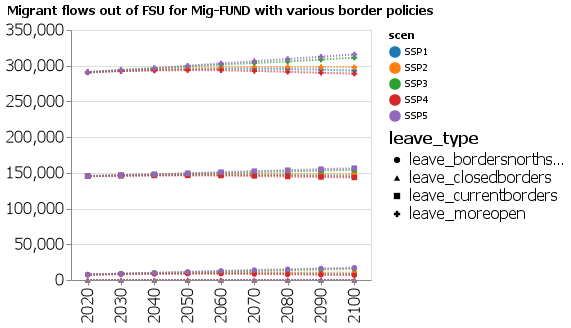 Migrant flows out of FSU for Mig-FUND with various border policies
350,000
300,000
250,000
200,000
150,000
100,000
50,000
0
2020
2030
2040
2050
2060
2070
2080
2090
2100
scen
SSP1
SSP2
SSP3
SSP4
SSP5
leave_type
leave_bordersnorths…
leave_closedborders
leave_currentborders
leave_moreopen